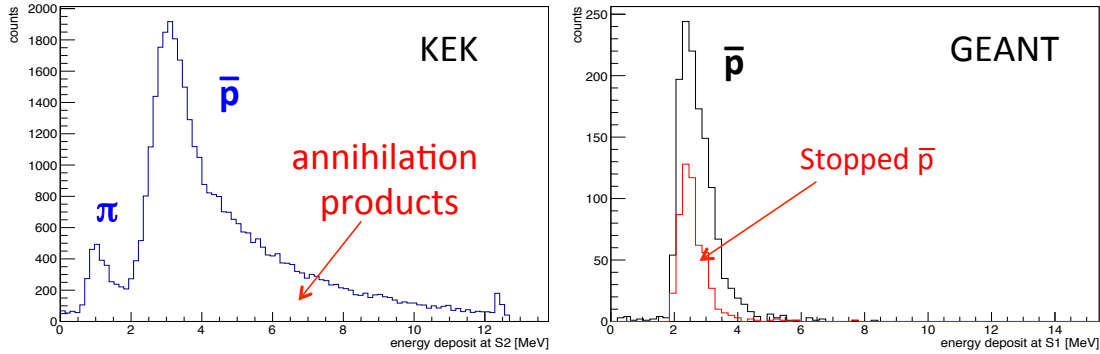 counts
2000
1800
1600
1400
1200
1000
800
600
400
200
0
KEK
p̅
π
annihilation
products
0 2 4 6 8 10 12
energy deposit at S2 [MeV]
counts
250
200
150
100
50
0
GEANT
p̅
Stopped p̅
0 2 4 6 8 10 12 14
energy deposit at S1 [MeV]